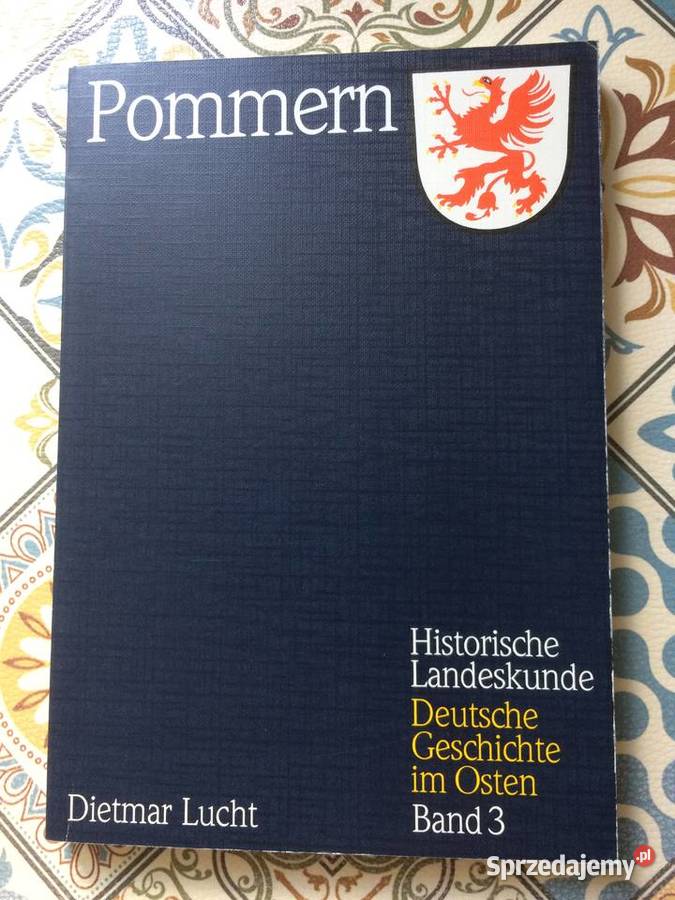 Pommern
Historische
Landeskunde
Deutsche
Geschichte
im Osten
Band 3
Dietmar Lucht
Sprzedajemy.pl